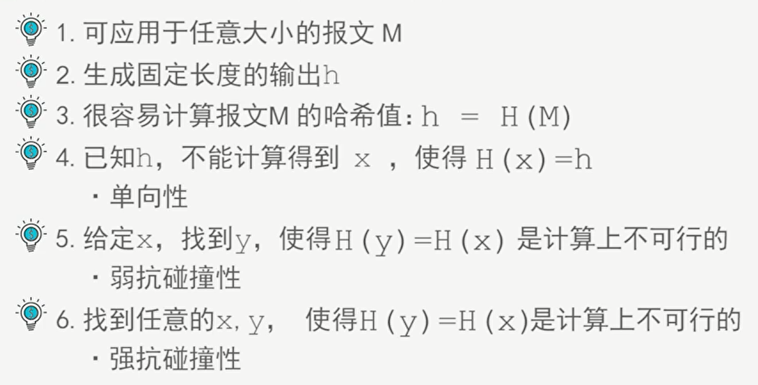 1. 可应用于任意大小的报文 M
2. 生成固定长度的输出h
3. 很容易计算报文M 的哈希值: h = H(M)
4. 已知h, 不能计算得到 x , 使得 H(x)=h
·单向性
5. 给定x, 找到y, 使得H(y)=H(x) 是计算上不可行的
·弱抗碰撞性
6. 找到任意的x,y, 使得H(y)=H(x)是计算上不可行的
·强抗碰撞性